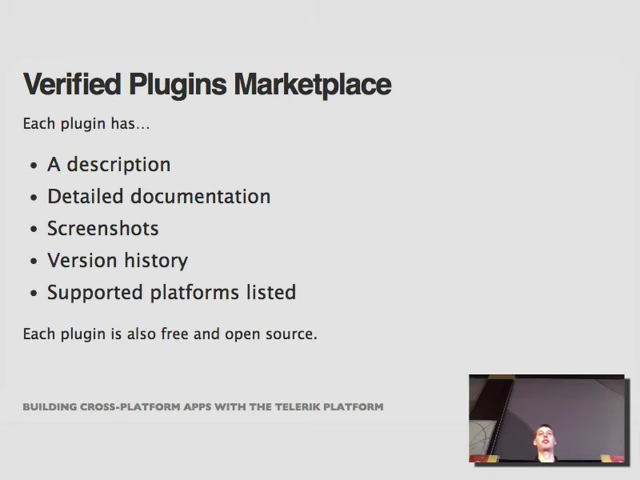 Verified Plugins Marketplace
Each plugin has…
• A description
• Detailed documentation
• Screenshots
• Version history
• Supported platforms listed
Each plugin is also free and open source.
BUILDING CROSS-PLATFORM APPS WITH THE TELERIK PLATFORM